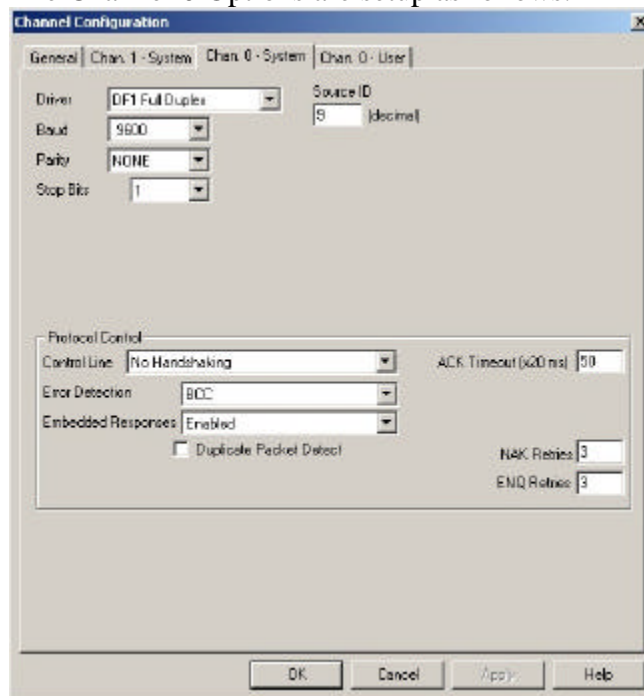 Channel Configuration
General Chan. 1 - System Chan. 0 - System Chan. 0 - User
Driver DF1 Full Duplex Source ID
9 (decimal)
Baud 9600
Parity NONE
Stop Bits 1
Protocol Control
Control Line No Handshaking ACK Timeout (x20 ms) 50
Error Detection BCC
Embedded Responses Enabled
Duplicate Packet Detect
NAK Retries 3
ENQ Retries 3
OK Cancel Apply Help